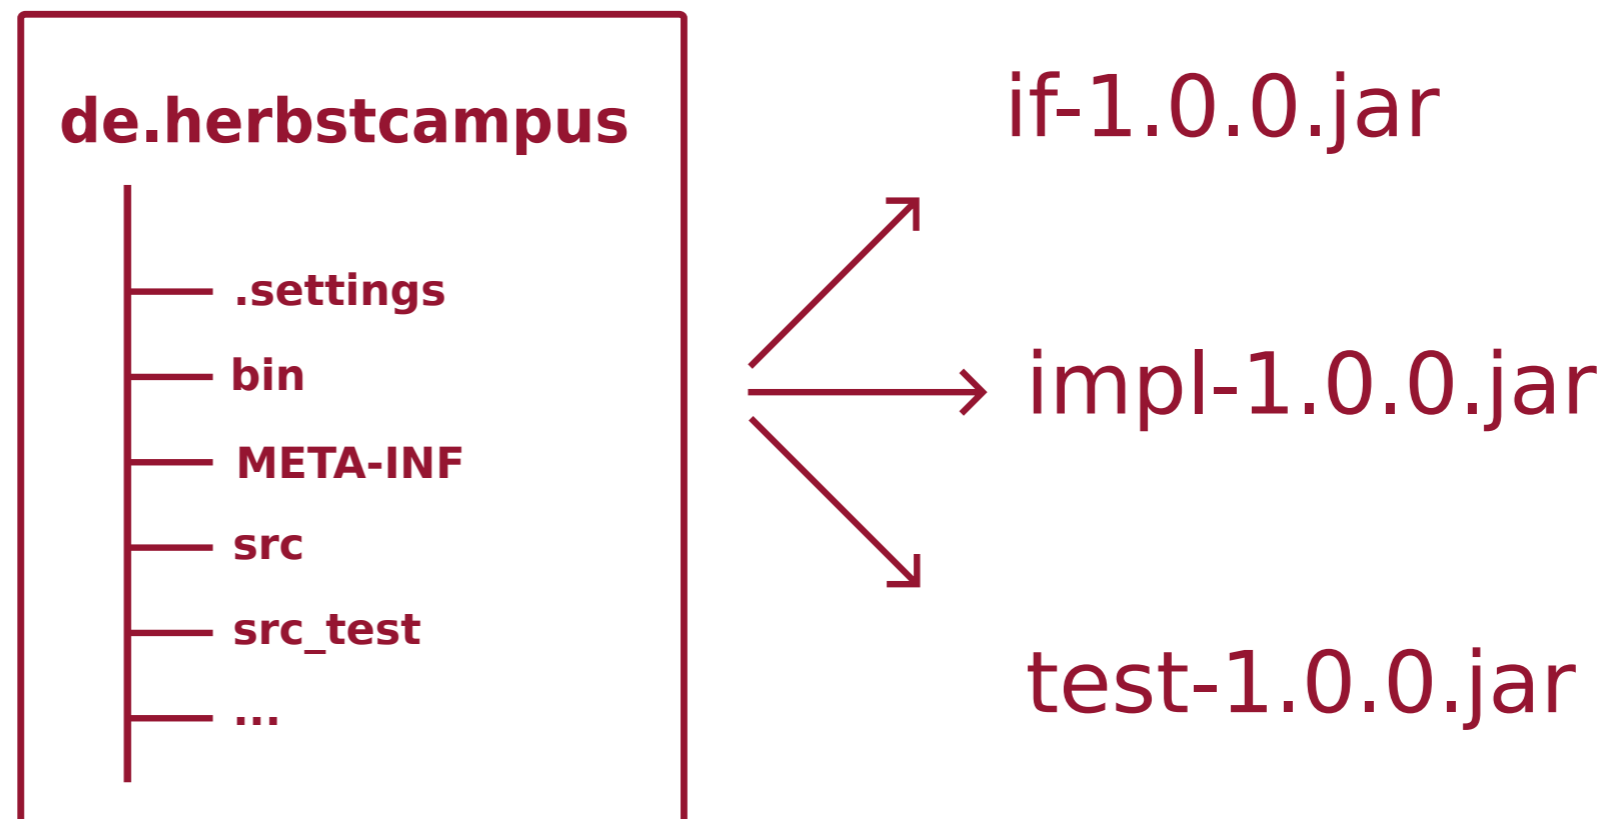 de.herbstcampus
.settings
bin
META-INF
src
src_test
...
if-1.0.0.jar
impl-1.0.0.jar
test-1.0.0.jar